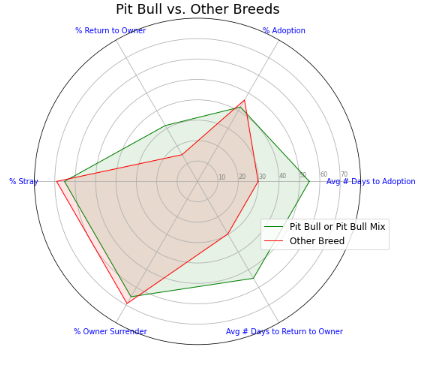 Pit Bull vs. Other Breeds
% Return to Owner
% Adoption
% Stray
10 20 30 40 50 60 70
Avg # Days to Adoption
Pit Bull or Pit Bull Mix
Other Breed
% Owner Surrender
Avg # Days to Return to Owner